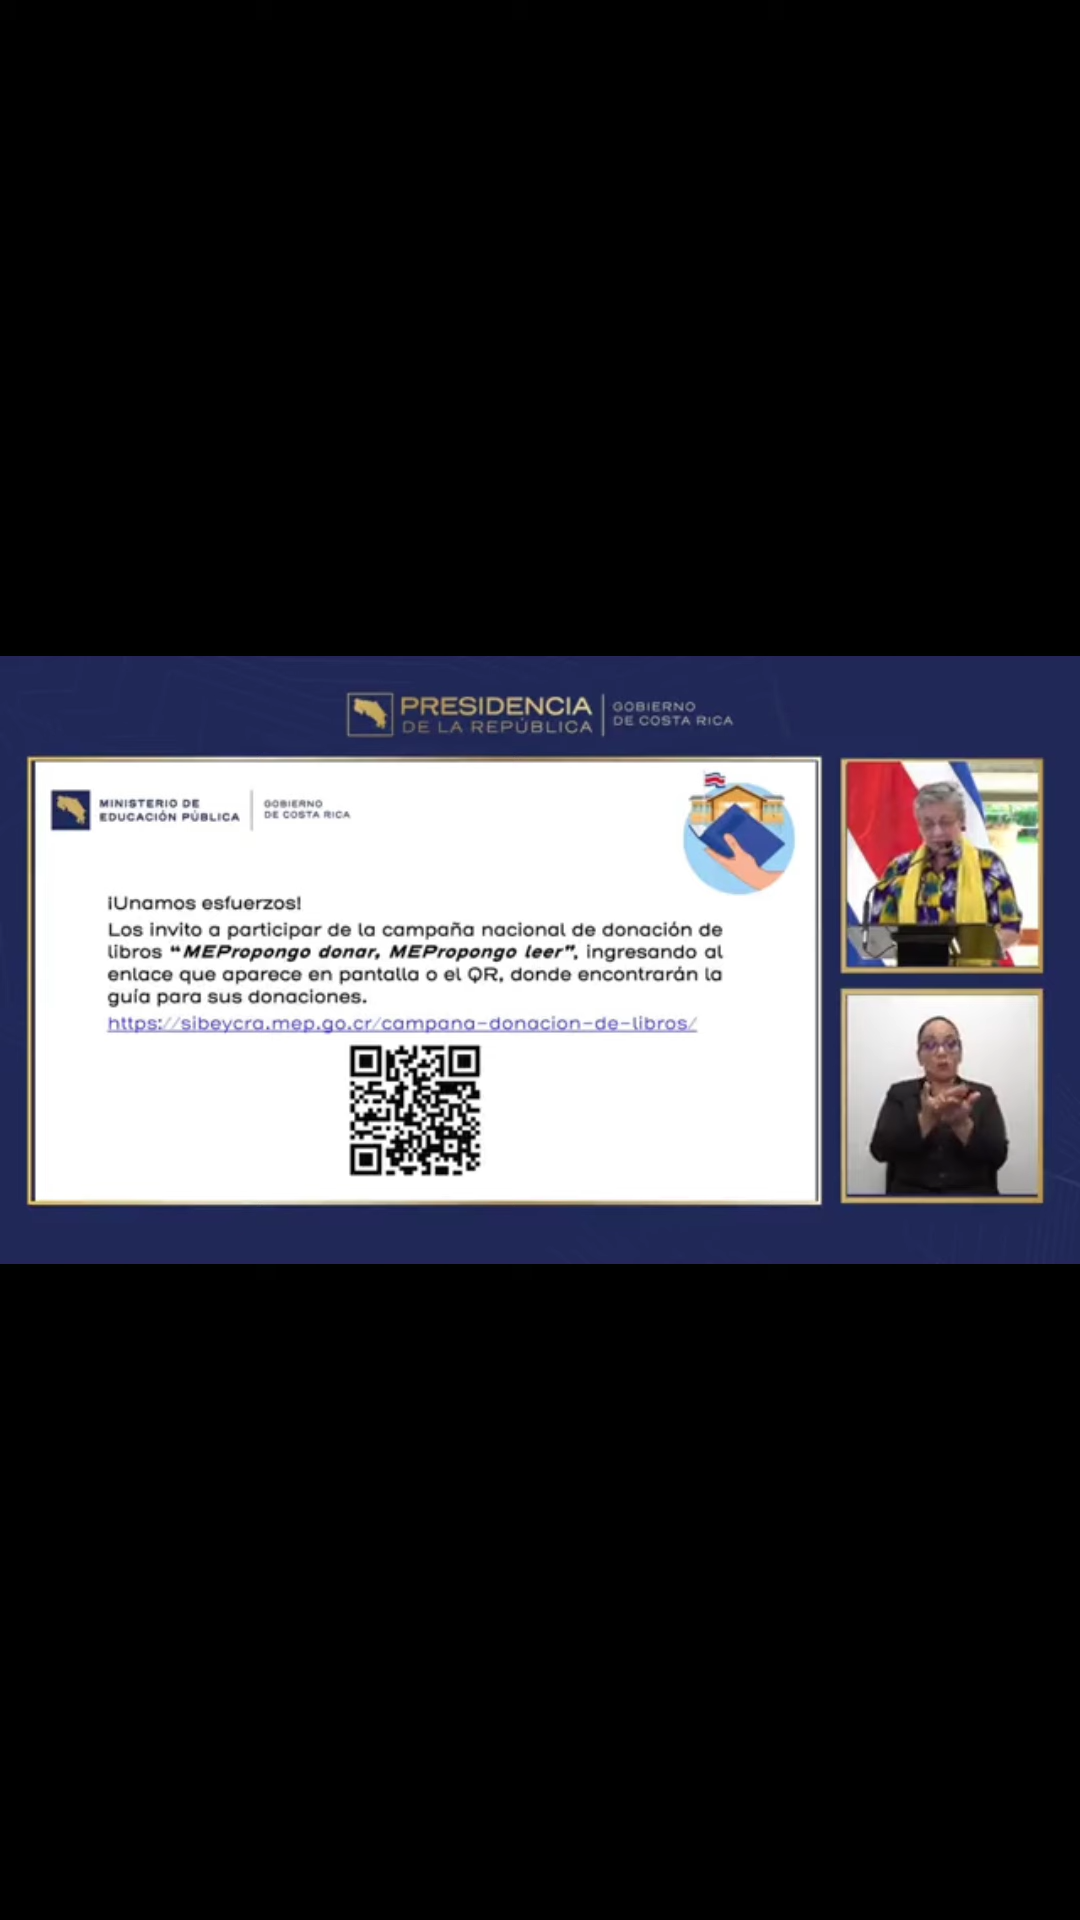 PRESIDENCIA
DE LA REPÚBLICA
GOBIERNO
DE COSTA RICA
MINISTERIO DE
EDUCACIÓN PÚBLICA
GOBIERNO
DE COSTA RICA
¡Unamos esfuerzos!
Los invito a participar de la campaña nacional de donación de
libros “MEPropongo donar, MEPropongo leer”, ingresando al
enlace que aparece en pantalla o el QR, donde encontrarán la
guía para sus donaciones.
https://sibeycra.mep.go.cr/campana-donacion-de-libros/